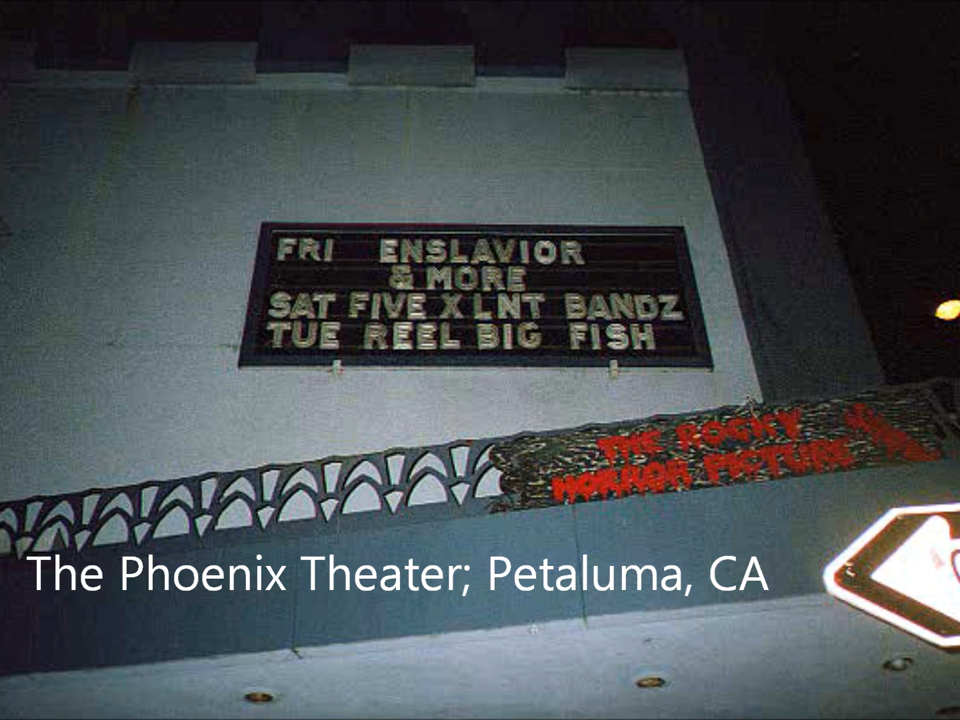 FRI ENSLAVIOR
& MORE
SAT FIVE X LNT BANDZ
TUE REEL BIG FISH
THE ROCKY
HORROR PICTURE
The Phoenix Theater; Petaluma, CA